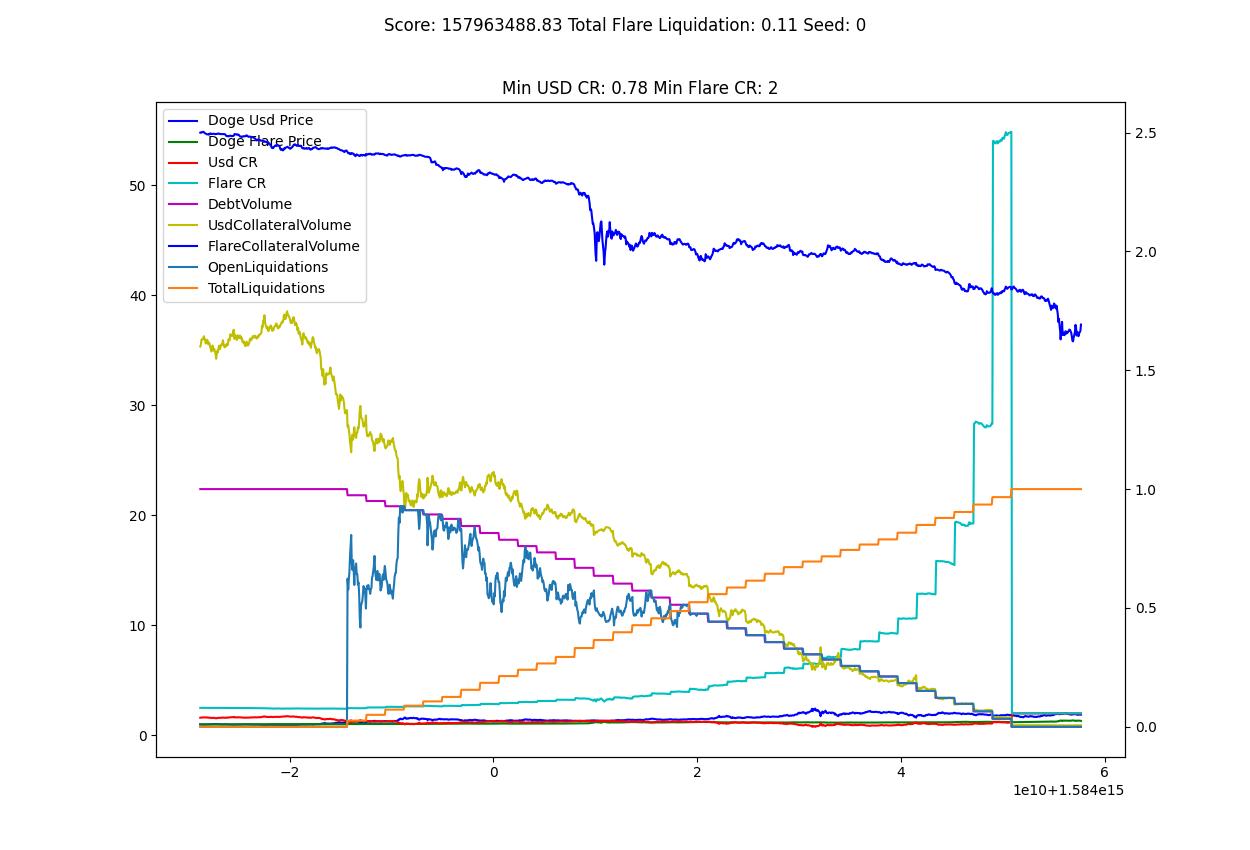 Score: 157963488.83 Total Flare Liquidation: 0.11 Seed: 0
Min USD CR: 0.78 Min Flare CR: 2
Doge Usd Price
Doge Flare Price
Usd CR
Flare CR
DebtVolume
UsdCollateralVolume
FlareCollateralVolume
OpenLiquidations
TotalLiquidations
50
40
30
20
10
0
2.5
2.0
1.5
1.0
0.5
0.0
−2 0 2 4 6
1e10+1.584e15